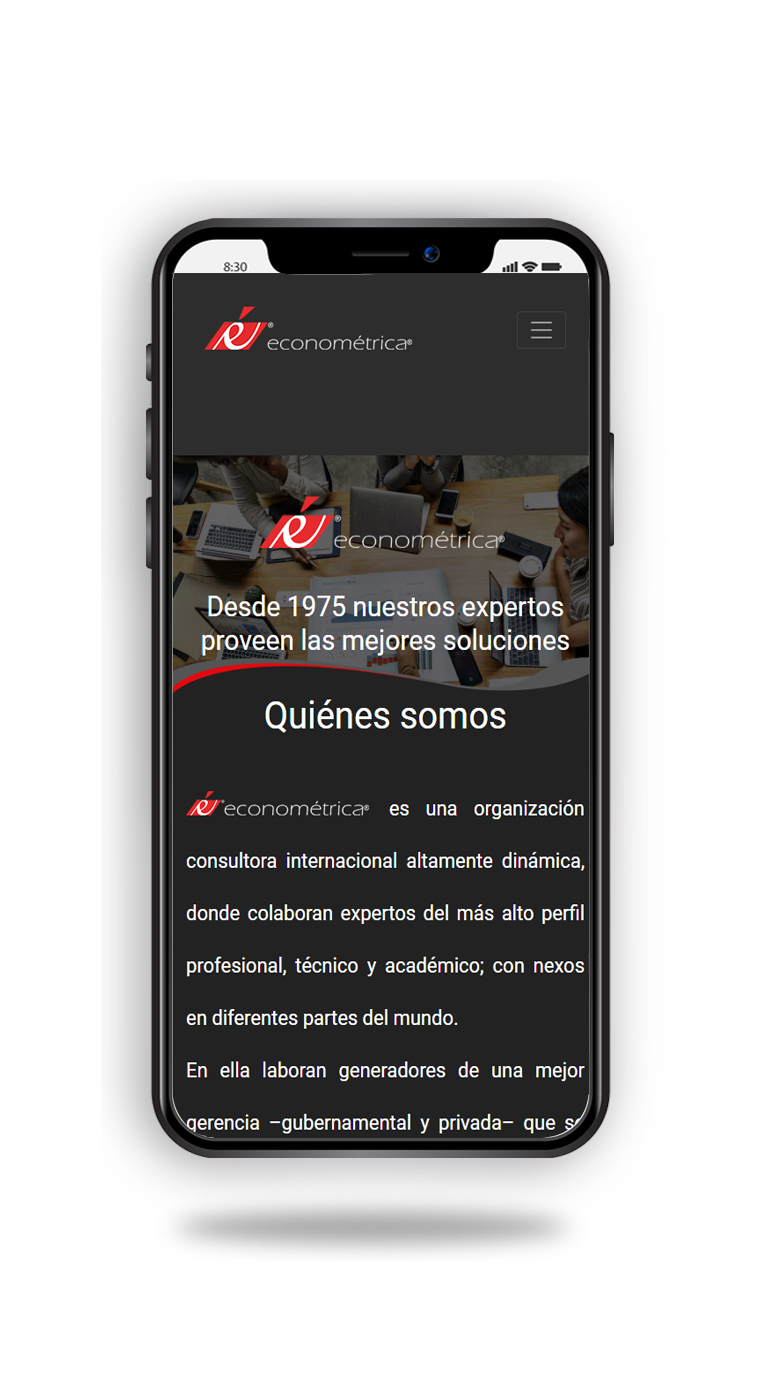 8:30
é® econométrica®
é® econométrica®
Desde 1975 nuestros expertos
proveen las mejores soluciones
Quiénes somos
é® econométrica® es una organización
consultora internacional altamente dinámica,
donde colaboran expertos del más alto perfil
profesional, técnico y académico; con nexos
en diferentes partes del mundo.
En ella laboran generadores de una mejor
gerencia –gubernamental y privada– que se